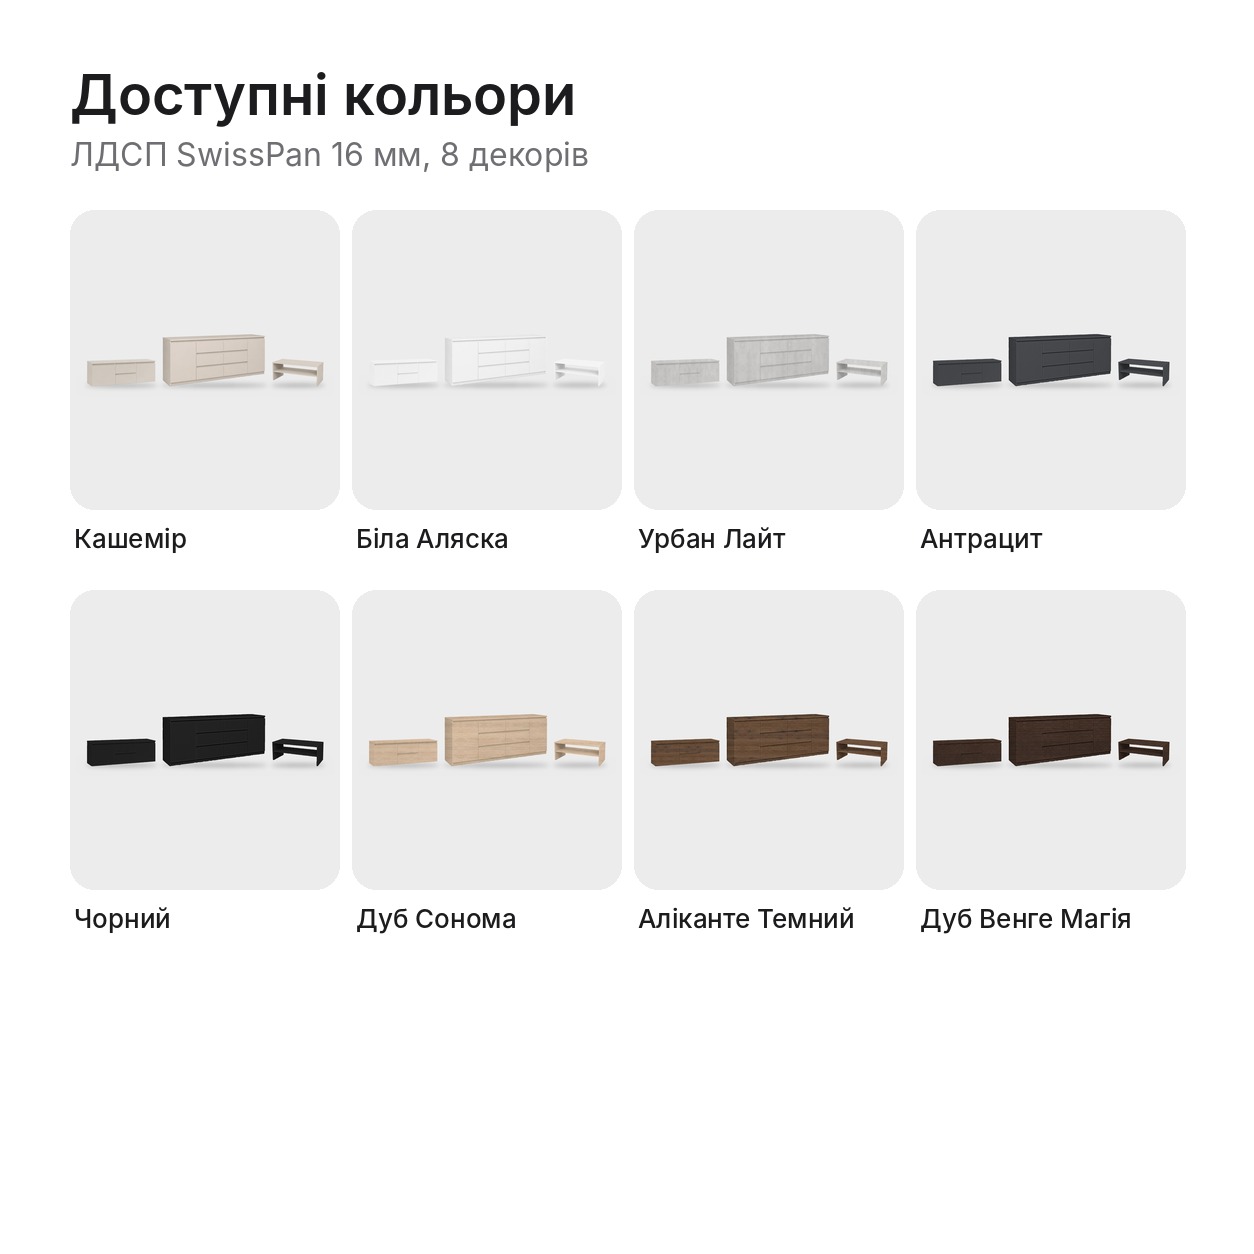 Доступні кольори
ЛДСП SwissPan 16 мм, 8 декорів
Кашемір
Біла Аляска
Урбан Лайт
Антрацит
Чорний
Дуб Сонома
Аліканте Темний
Дуб Венге Магія